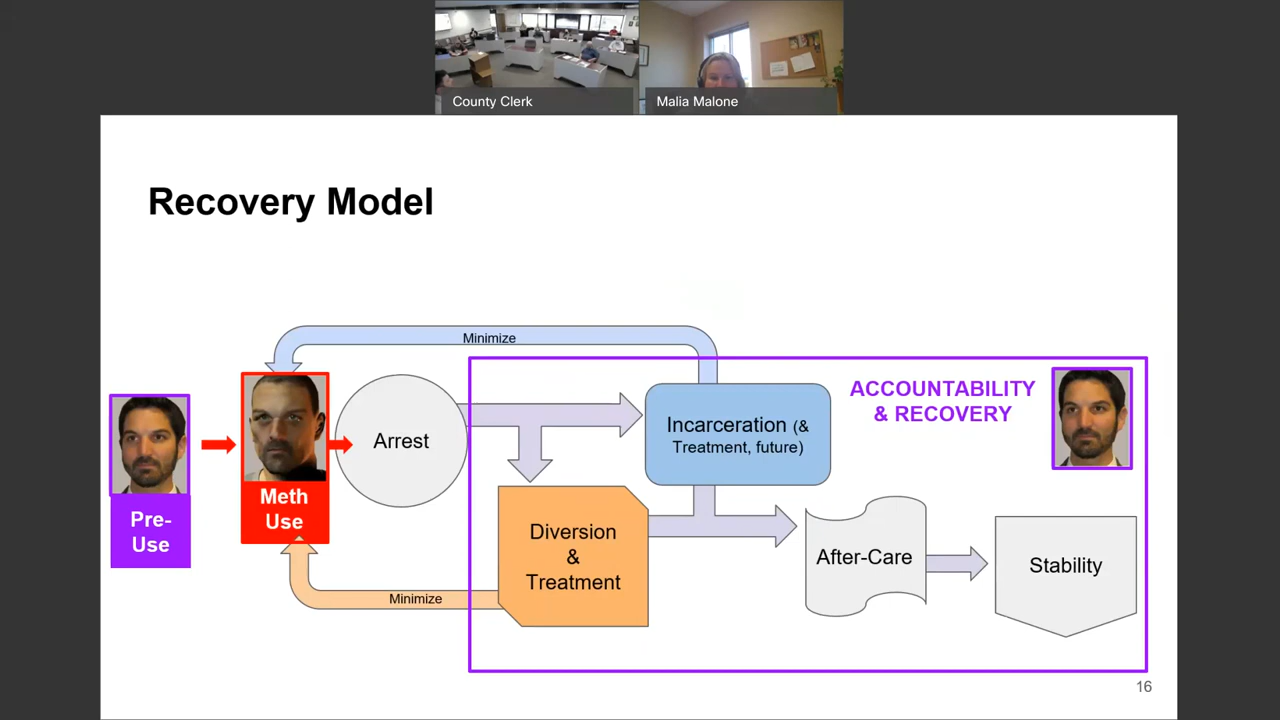 County Clerk
Malia Malone
Recovery Model
Minimize
ACCOUNTABILITY
& RECOVERY
Incarceration (&
Treatment, future)
Arrest
Meth
Use
Pre-
Use
Diversion
&
Treatment
After-Care
Stability
Minimize
16